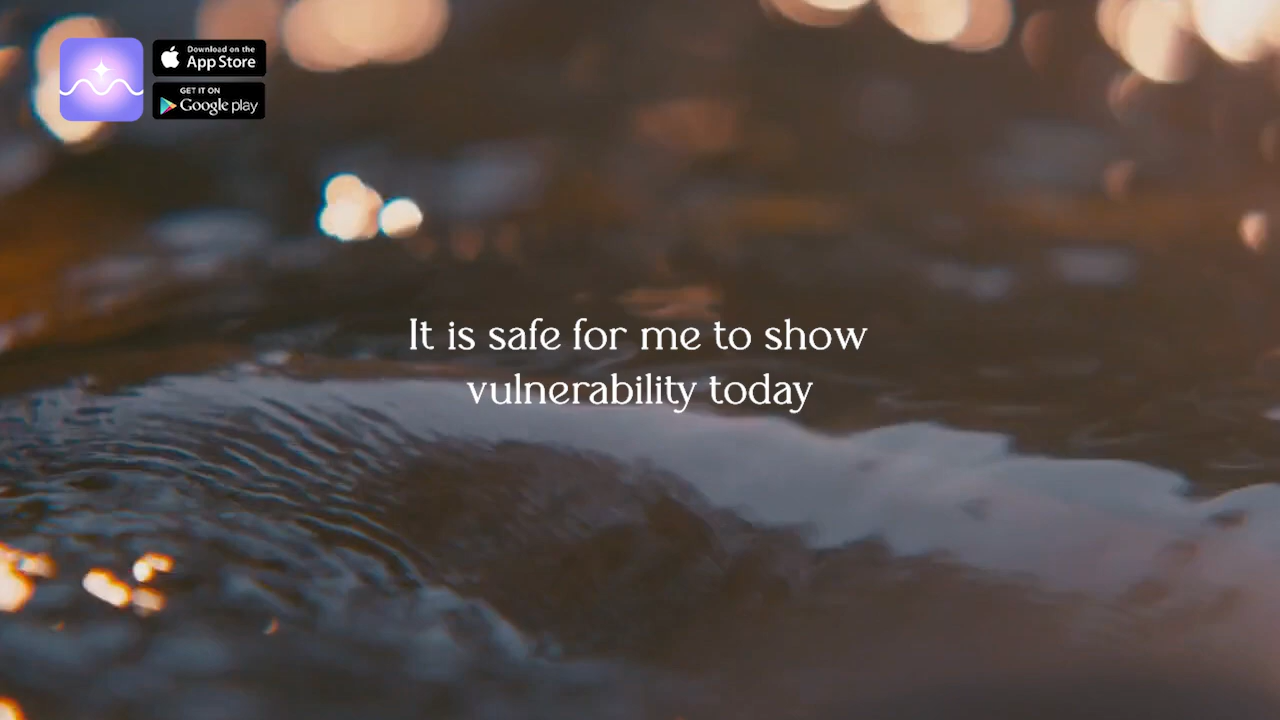 Download on the
App Store
GET IT ON
Google play
It is safe for me to show
vulnerability today